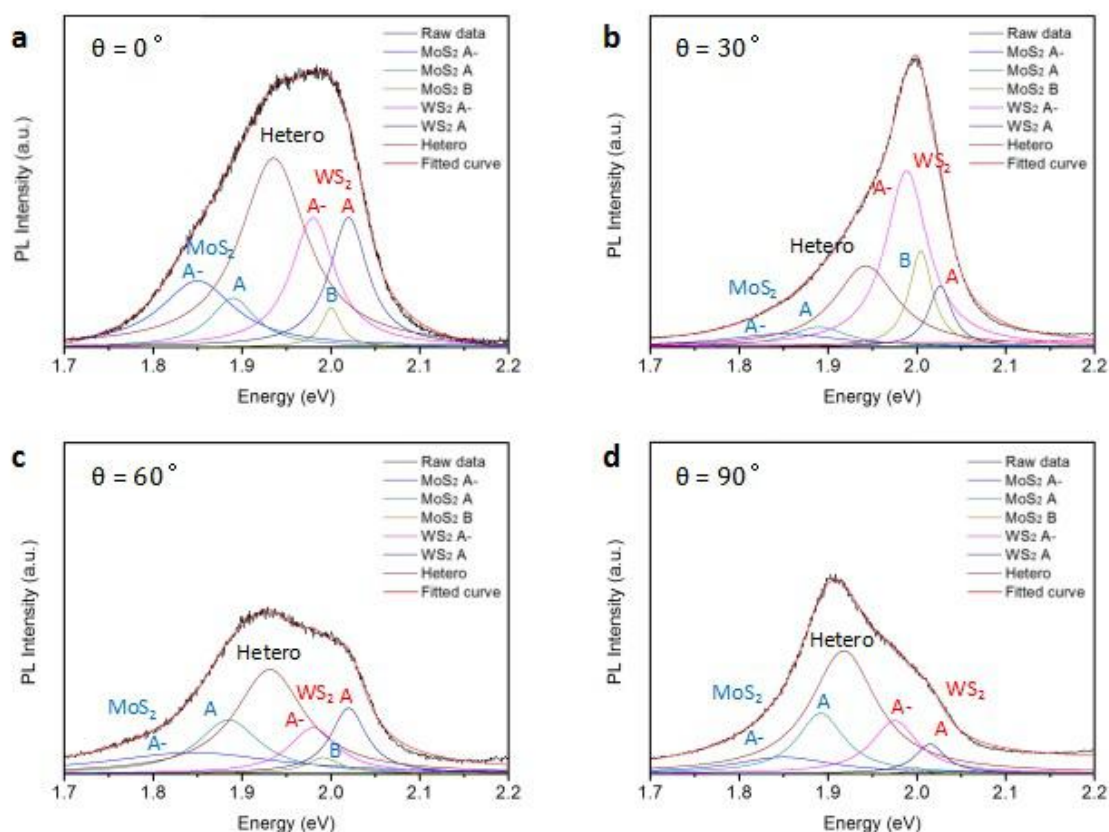 a
θ = 0°
Raw data
MoS₂ A-
MoS₂ A
MoS₂ B
WS₂ A-
WS₂ A
Hetero
Fitted curve
Hetero
WS₂
A- A
MoS₂
A- A B
PL Intensity (a.u.)
1.7 1.8 1.9 2.0 2.1 2.2
Energy (eV)
b
θ = 30°
Raw data
MoS₂ A-
MoS₂ A
MoS₂ B
WS₂ A-
WS₂ A
Hetero
Fitted curve
WS₂
A-
Hetero
B
A
MoS₂
A- A
PL Intensity (a.u.)
1.7 1.8 1.9 2.0 2.1 2.2
Energy (eV)
c
θ = 60°
Raw data
MoS₂ A-
MoS₂ A
MoS₂ B
WS₂ A-
WS₂ A
Hetero
Fitted curve
Hetero
WS₂ A
MoS₂ A
A-
A- B
PL Intensity (a.u.)
1.7 1.8 1.9 2.0 2.1 2.2
Energy (eV)
d
θ = 90°
Raw data
MoS₂ A-
MoS₂ A
MoS₂ B
WS₂ A-
WS₂ A
Hetero
Fitted curve
Hetero
MoS₂ WS₂
A A-
A- A
PL Intensity (a.u.)
1.7 1.8 1.9 2.0 2.1 2.2
Energy (eV)